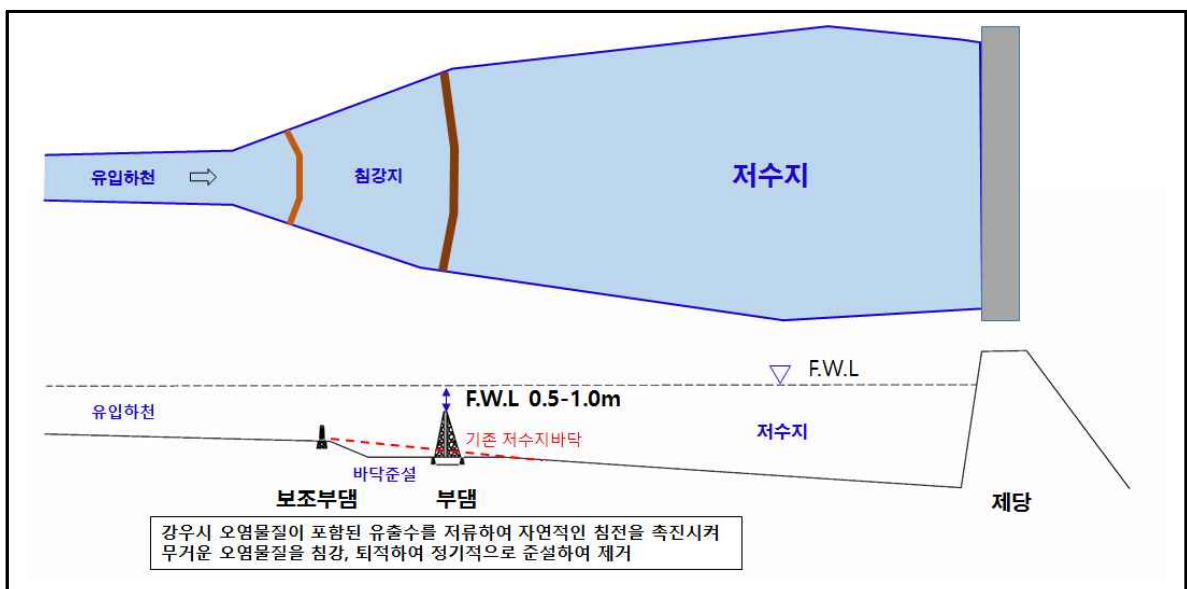 유입하천
침강지
저수지
F.W.L
F.W.L 0.5-1.0m
유입하천
기존 저수지바닥
저수지
바닥준설
보조부댐
부댐
제당
강우시 오염물질이 포함된 유출수를 저류하여 자연적인 침전을 촉진시켜
무거운 오염물질을 침강, 퇴적하여 정기적으로 준설하여 제거